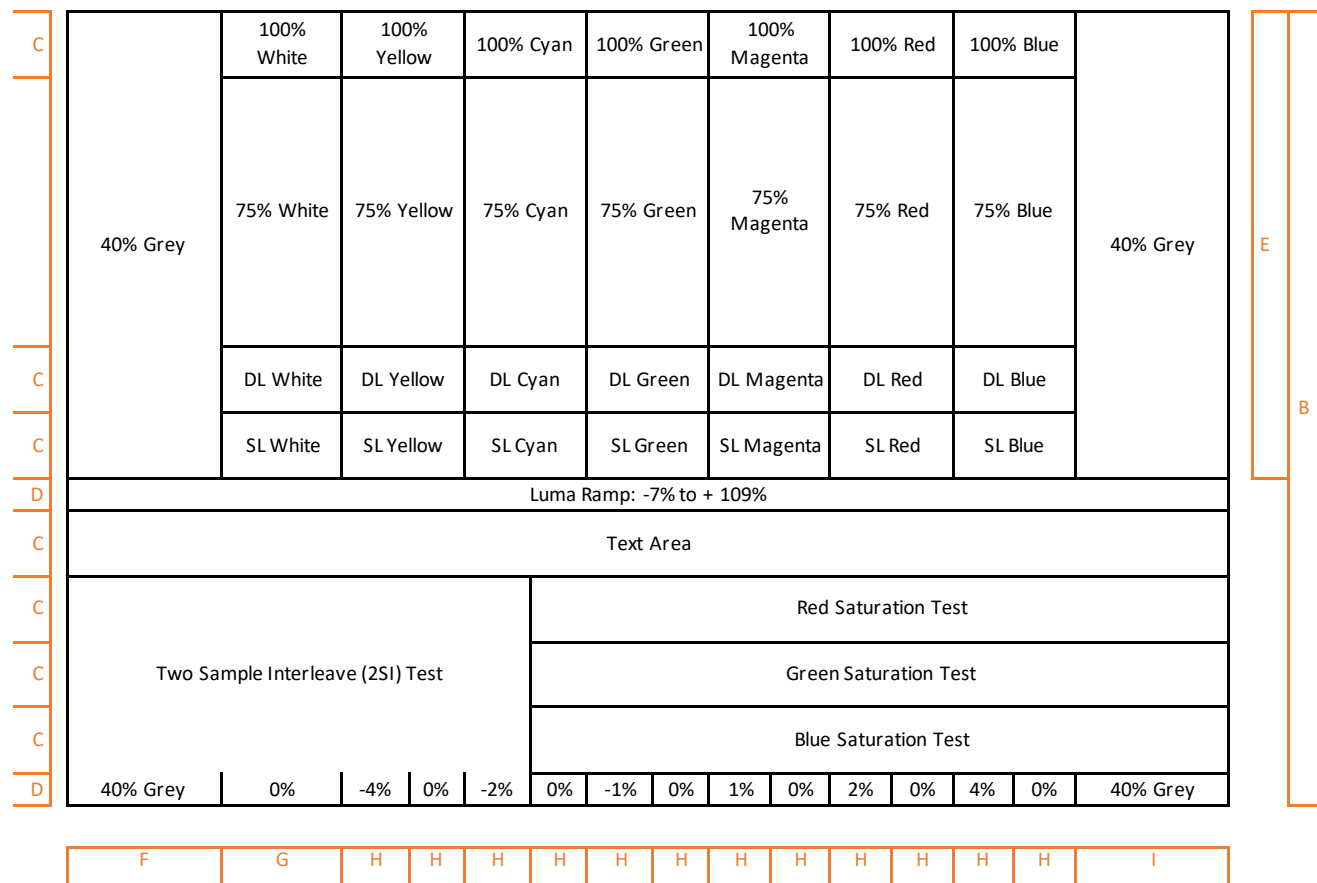 C
100%
White
100%
Yellow
100% Cyan
100% Green
100%
Magenta
100% Red
100% Blue
40% Grey
75% White
75% Yellow
75% Cyan
75% Green
75%
Magenta
75% Red
75% Blue
40% Grey
E
C
DL White
DL Yellow
DL Cyan
DL Green
DL Magenta
DL Red
DL Blue
B
C
SL White
SL Yellow
SL Cyan
SL Green
SL Magenta
SL Red
SL Blue
D
Luma Ramp: -7% to + 109%
C
Text Area
C
Red Saturation Test
C
Two Sample Interleave (2SI) Test
Green Saturation Test
C
Blue Saturation Test
D
40% Grey
0%
-4%
0%
-2%
0%
-1%
0%
1%
0%
2%
0%
4%
0%
40% Grey
F
G
H
H
H
H
H
H
H
H
H
H
H
H
I